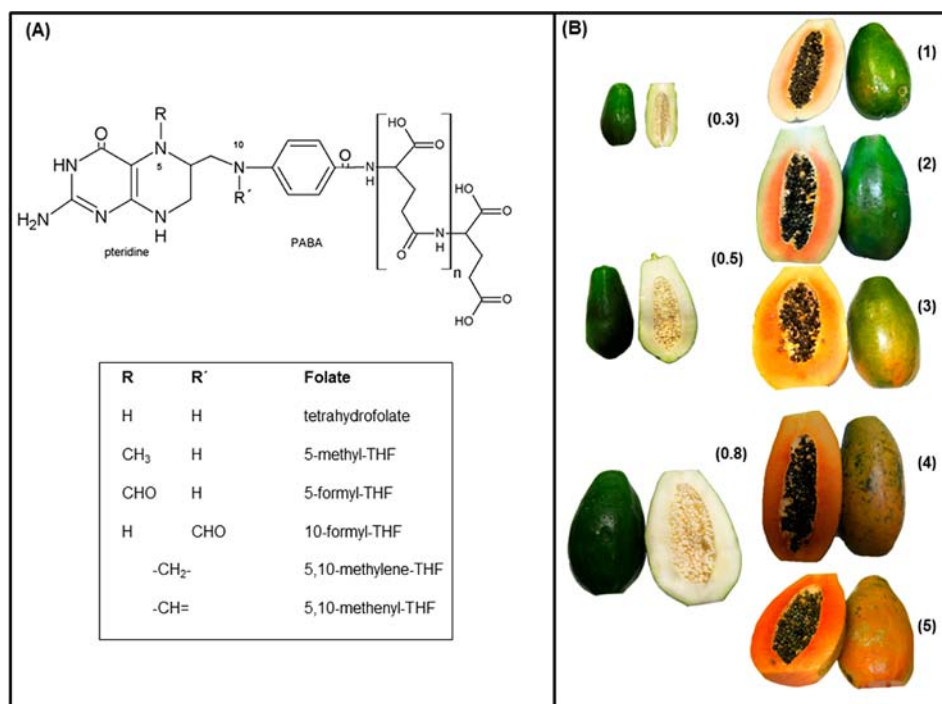 (A)
R
O
N
10
5
HN
N
R´
H2N
N
N
H
pteridine
PABA
O
N
H
HO
O
O
N
H
n
HO
O
O
HO
R R´ Folate
H H tetrahydrofolate
CH3 H 5-methyl-THF
CHO H 5-formyl-THF
H CHO 10-formyl-THF
-CH2- 5,10-methylene-THF
-CH= 5,10-methenyl-THF
(B)
(0.3)
(0.5)
(0.8)
(1)
(2)
(3)
(4)
(5)